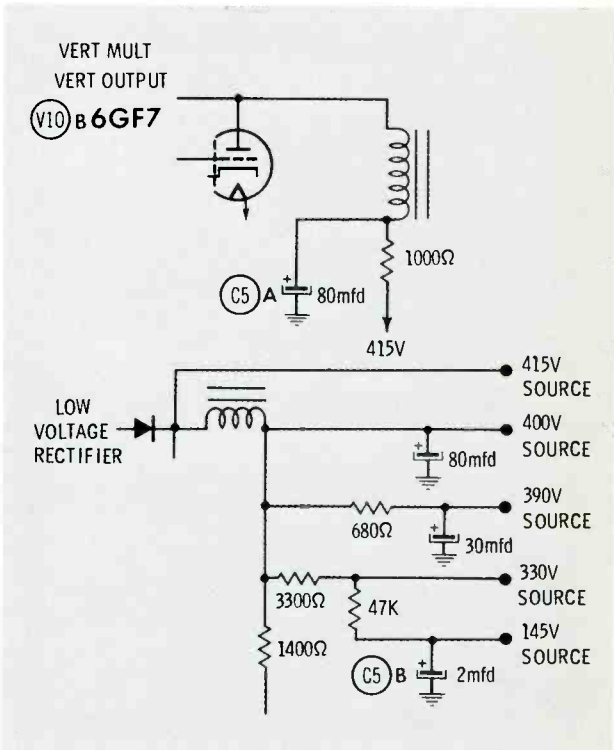 VERT MULT
VERT OUTPUT
V10 B 6GF7
1000Ω
C5 A 80mfd
415V
415V
SOURCE
LOW
VOLTAGE
RECTIFIER
400V
SOURCE
80mfd
390V
SOURCE
680Ω
30mfd
330V
SOURCE
3300Ω
47K
145V
SOURCE
1400Ω
C5 B 2mfd